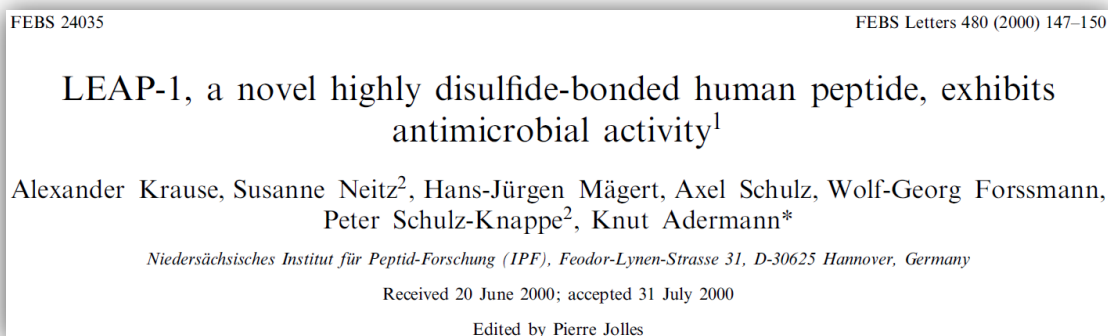 FEBS 24035
FEBS Letters 480 (2000) 147–150
LEAP-1, a novel highly disulfide-bonded human peptide, exhibits
antimicrobial activity1
Alexander Krause, Susanne Neitz2, Hans-Jürgen Mägert, Axel Schulz, Wolf-Georg Forssmann,
Peter Schulz-Knappe2, Knut Adermann*
Niedersächsisches Institut für Peptid-Forschung (IPF), Feodor-Lynen-Strasse 31, D-30625 Hannover, Germany
Received 20 June 2000; accepted 31 July 2000
Edited by Pierre Jolles